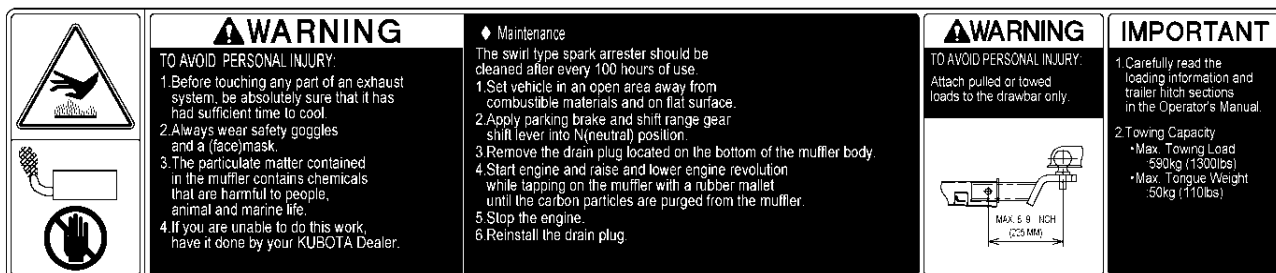 WARNING
TO AVOID PERSONAL INJURY:
1.Before touching any part of an exhaust
system, be absolutely sure that it has
had sufficient time to cool.
2.Always wear safety goggles
and a (face)mask.
3.The particulate matter contained
in the muffler contains chemicals
that are harmful to people,
animal and marine life.
4.If you are unable to do this work,
have it done by your KUBOTA Dealer.
♦ Maintenance
The swirl type spark arrester should be
cleaned after every 100 hours of use.
1.Set vehicle in an open area away from
combustible materials and on flat surface.
2.Apply parking brake and shift range gear
shift lever into N(neutral) position.
3.Remove the drain plug located on the bottom of the muffler body.
4.Start engine and raise and lower engine revolution
while tapping on the muffler with a rubber mallet
until the carbon particles are purged from the muffler.
5.Stop the engine.
6.Reinstall the drain plug.
WARNING
TO AVOID PERSONAL INJURY:
Attach pulled or towed
loads to the drawbar only.
MAX.
MM)
IMPORTANT
1.Carefully read the
loading information and
trailer hitch sections
in the Operator's Manual.
2.Towing Capacity
•Max. Towing Load
:590kg (1300lbs)
•Max. Tongue Weight
:50kg (110lbs)